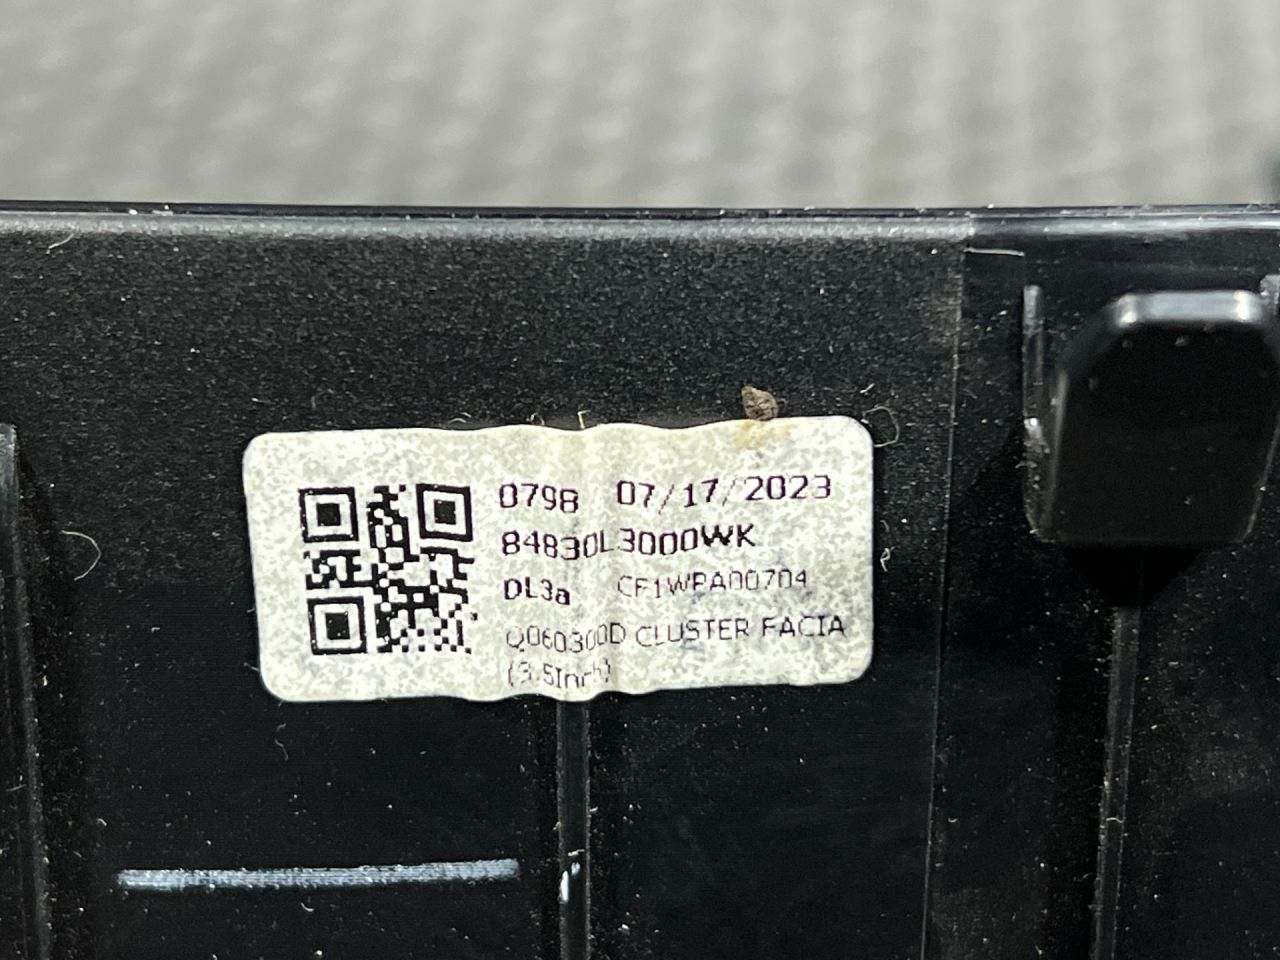 0798 07/17/2023
84830L3000WK
DL3a CF1WPA00704
Q060300D CLUSTER FACIA
(3.5Inch)